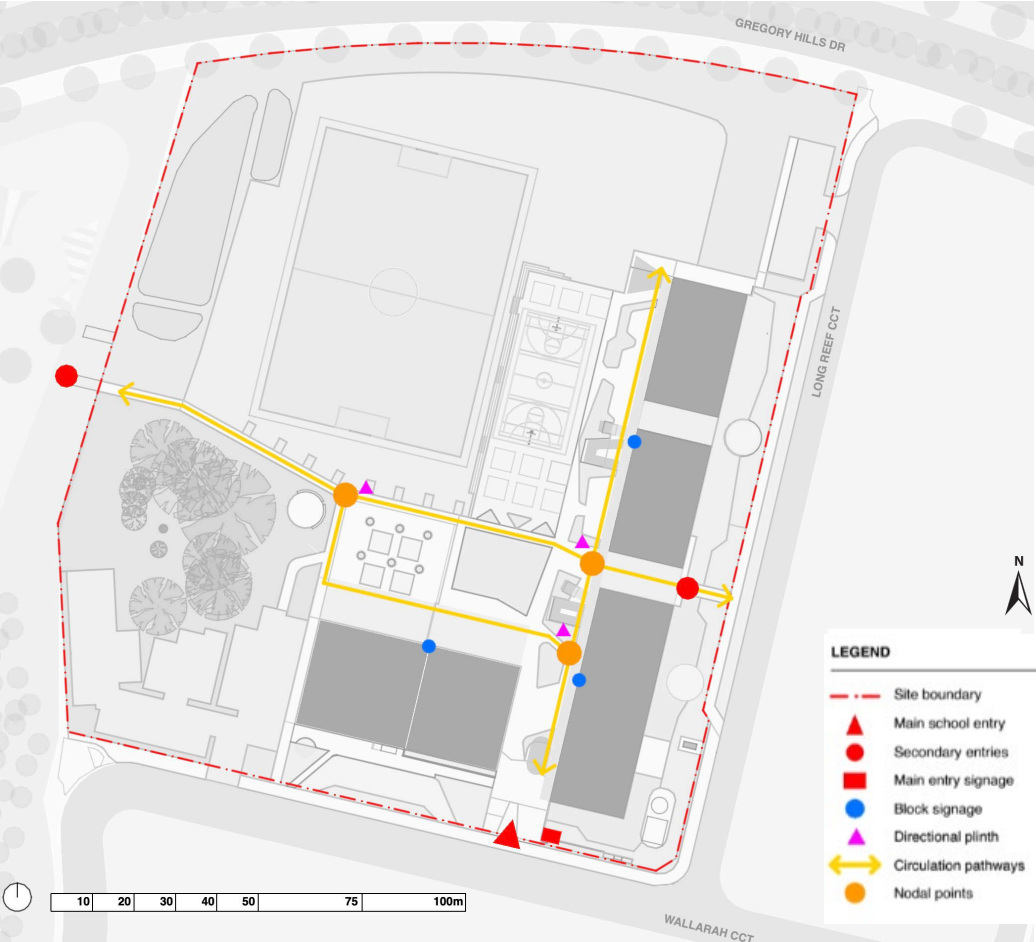 GREGORY HILLS DR
LONG REEF CCT
N
LEGEND
Site boundary
Main school entry
Secondary entries
Main entry signage
Block signage
Directional plinth
Circulation pathways
Nodal points
10 20 30 40 50 75 100m
WALLARAH CCT